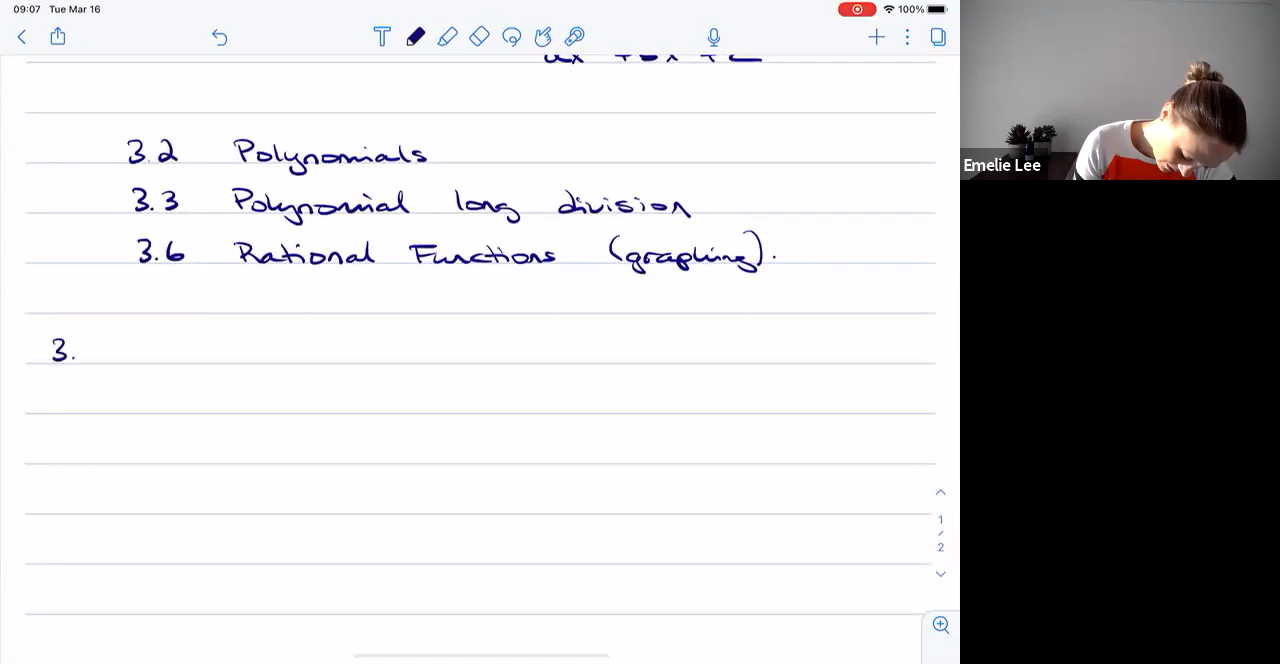 09:07 Tue Mar 16
100%
3.2 Polynomials
3.3 Polynomial long division
3.6 Rational Functions (graphing).
3.
1
2
Emelie Lee